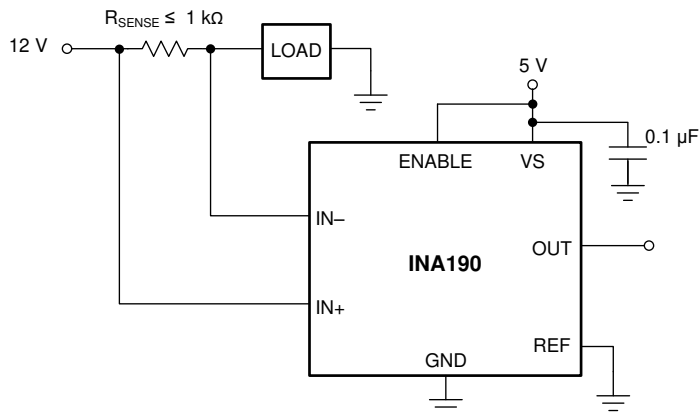 R_SENSE ≤ 1 kΩ
12 V
LOAD
5 V
0.1 µF
ENABLE
VS
IN–
OUT
INA190
IN+
REF
GND